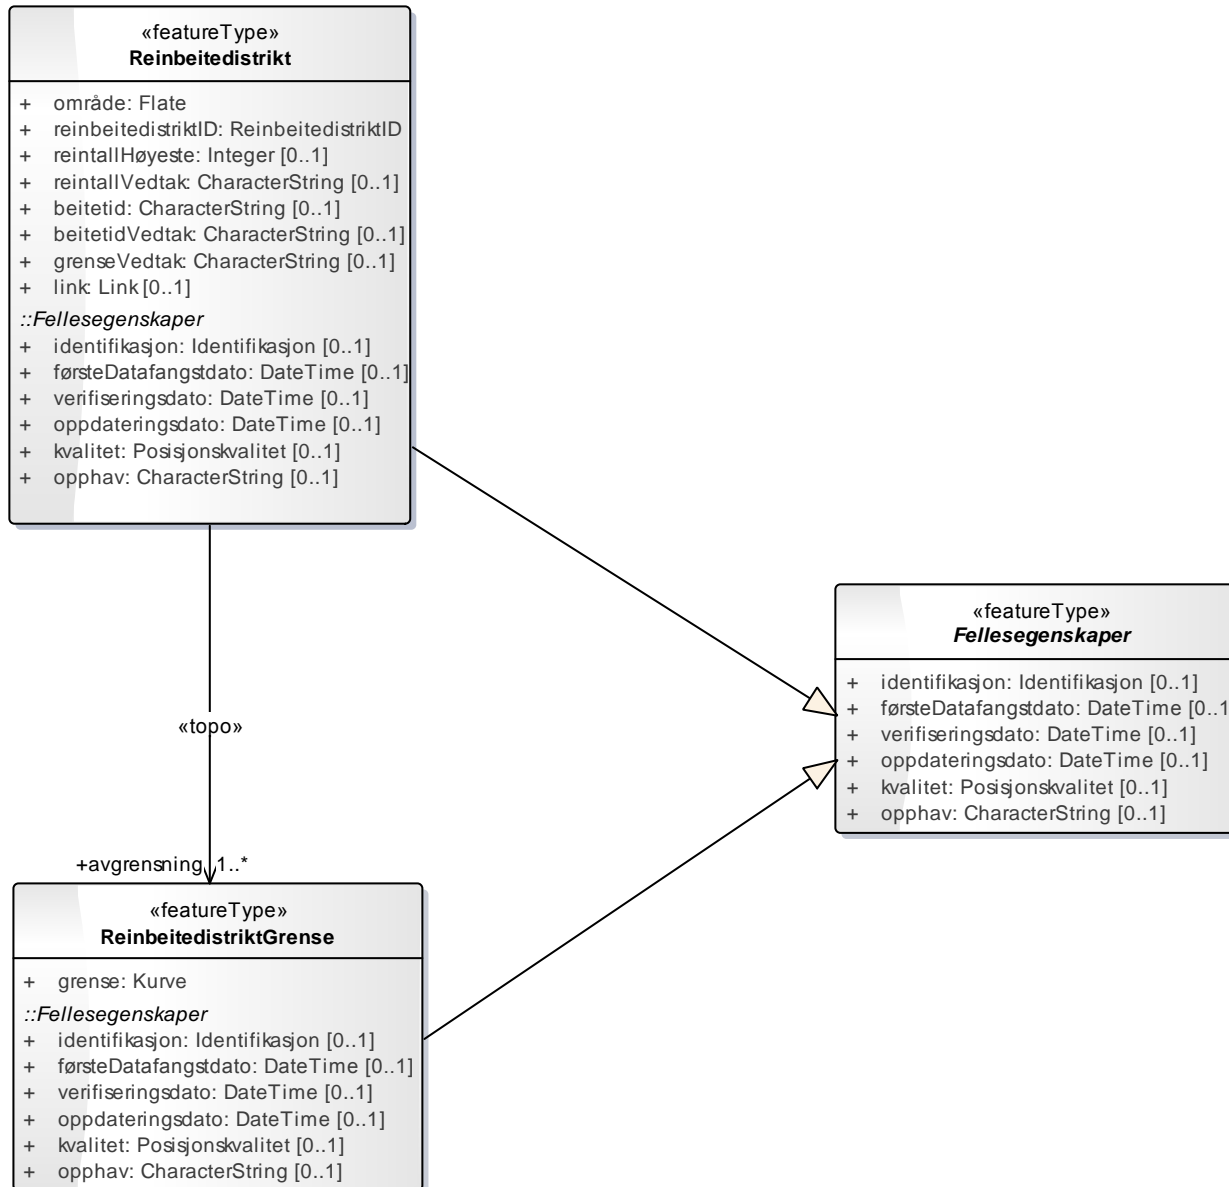 «featureType»
Reinbeitedistrikt
+ område: Flate
+ reinbeitedistriktID: ReinbeitedistriktID
+ reintallHøyeste: Integer [0..1]
+ reintallVedtak: CharacterString [0..1]
+ beitetid: CharacterString [0..1]
+ beitetidVedtak: CharacterString [0..1]
+ grenseVedtak: CharacterString [0..1]
+ link: Link [0..1]
::Fellesegenskaper
+ identifikasjon: Identifikasjon [0..1]
+ førsteDatafangstdato: DateTime [0..1]
+ verifiseringsdato: DateTime [0..1]
+ oppdateringsdato: DateTime [0..1]
+ kvalitet: Posisjonskvalitet [0..1]
+ opphav: CharacterString [0..1]
«featureType»
Fellesegenskaper
+ identifikasjon: Identifikasjon [0..1]
+ førsteDatafangstdato: DateTime [0..1
+ verifiseringsdato: DateTime [0..1]
+ oppdateringsdato: DateTime [0..1]
+ kvalitet: Posisjonskvalitet [0..1]
+ opphav: CharacterString [0..1]
«topo»
+avgrensning 1..*
«featureType»
ReinbeitedistriktGrense
+ grense: Kurve
::Fellesegenskaper
+ identifikasjon: Identifikasjon [0..1]
+ førsteDatafangstdato: DateTime [0..1]
+ verifiseringsdato: DateTime [0..1]
+ oppdateringsdato: DateTime [0..1]
+ kvalitet: Posisjonskvalitet [0..1]
+ opphav: CharacterString [0..1]